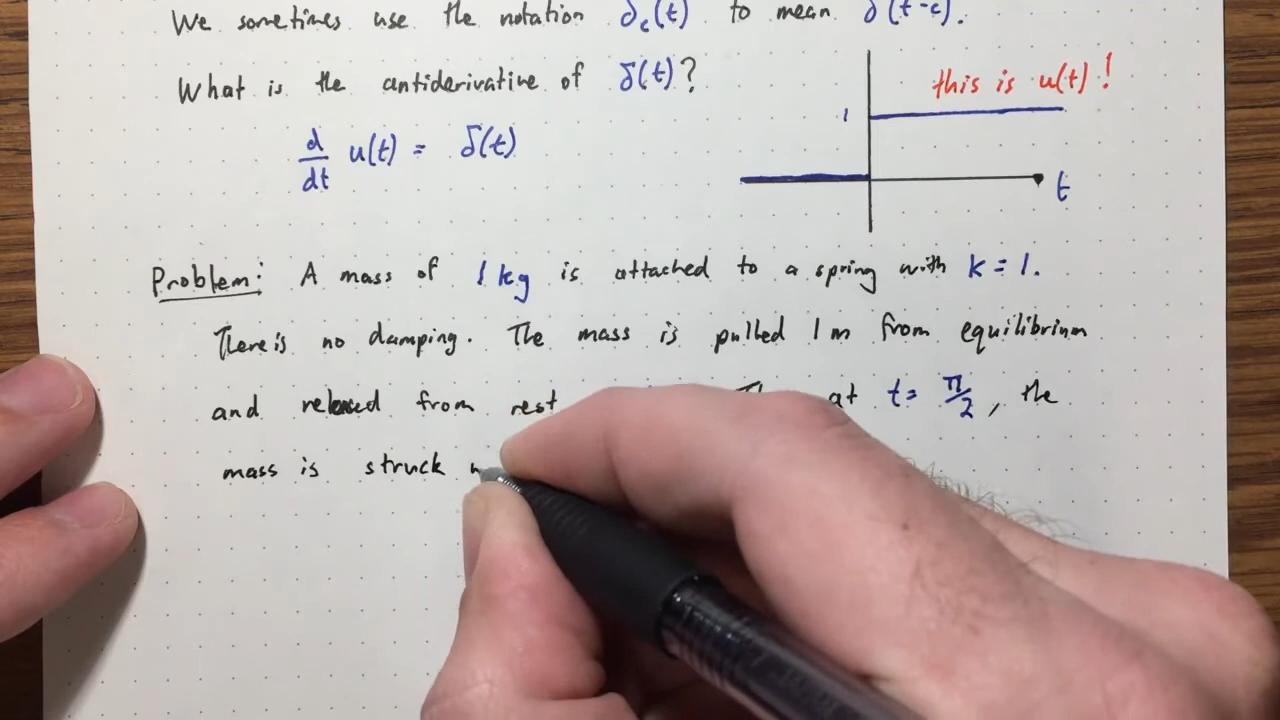 We sometimes use the notation δc(t) to mean δ(t-c).
What is the antiderivative of δ(t)?
this is u(t)!
1
d/dt u(t) = δ(t)
t
Problem: A mass of 1 kg is attached to a spring with k = 1.
There is no damping. The mass is pulled 1 m from equilibrium
and released from rest at t = π/2, the
mass is struck